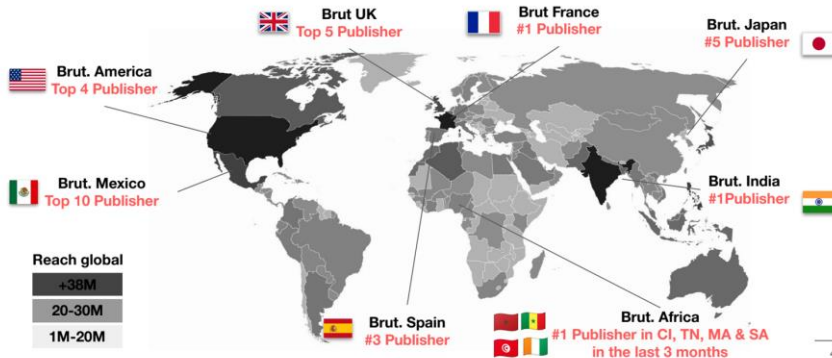 Brut UK
Top 5 Publisher
Brut France
#1 Publisher
Brut. Japan
#5 Publisher
Brut. America
Top 4 Publisher
Brut. Mexico
Top 10 Publisher
Brut. India
#1Publisher
Reach global
+38M
20-30M
1M-20M
Brut. Spain
#3 Publisher
Brut. Africa
#1 Publisher in CI, TN, MA & SA
in the last 3 months